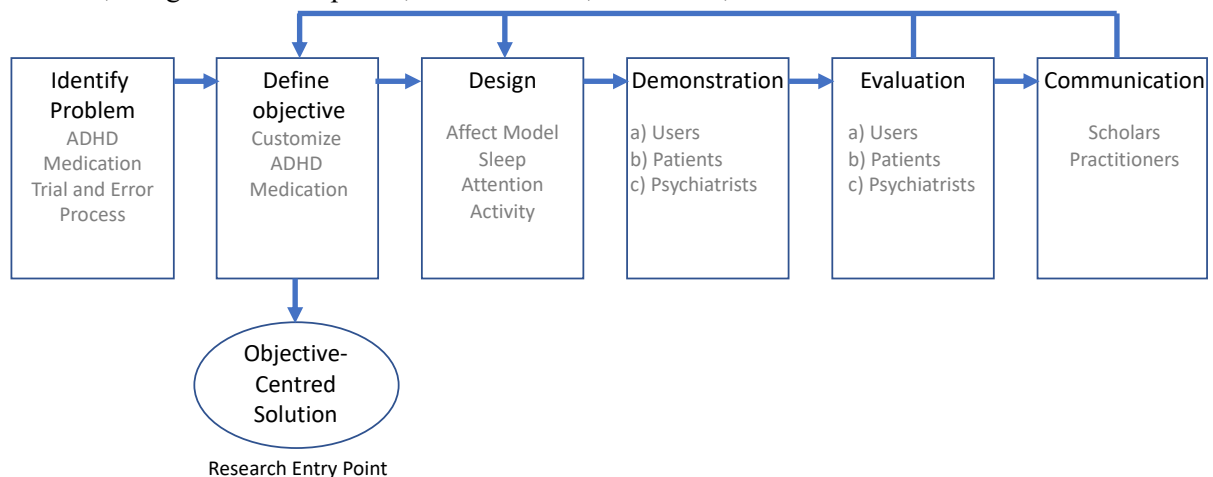 Identify
Problem
ADHD
Medication
Trial and Error
Process
Define
objective
Customize
ADHD
Medication
Design
Affect Model
Sleep
Attention
Activity
Demonstration
a) Users
b) Patients
c) Psychiatrists
Evaluation
a) Users
b) Patients
c) Psychiatrists
Communication
Scholars
Practitioners
Objective-
Centred
Solution
Research Entry Point